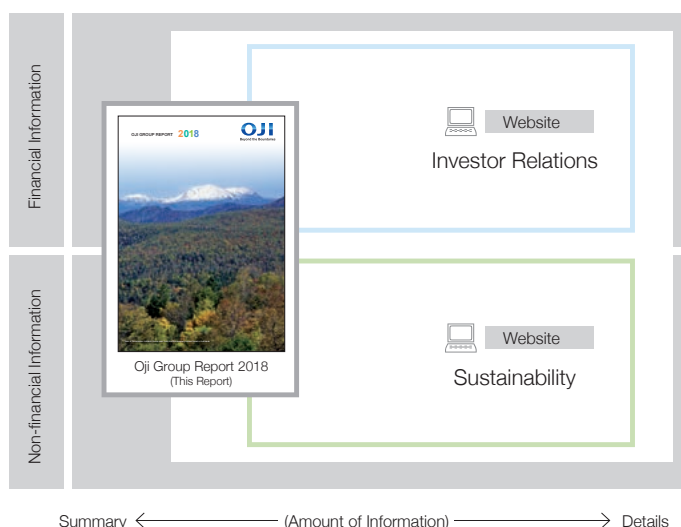 Financial Information
OJI GROUP REPORT 2018
OJI
Beyond the Boundaries
Website
Investor Relations
Non-financial Information
Oji Group Report 2018
(This Report)
Website
Sustainability
Summary (Amount of Information) Details